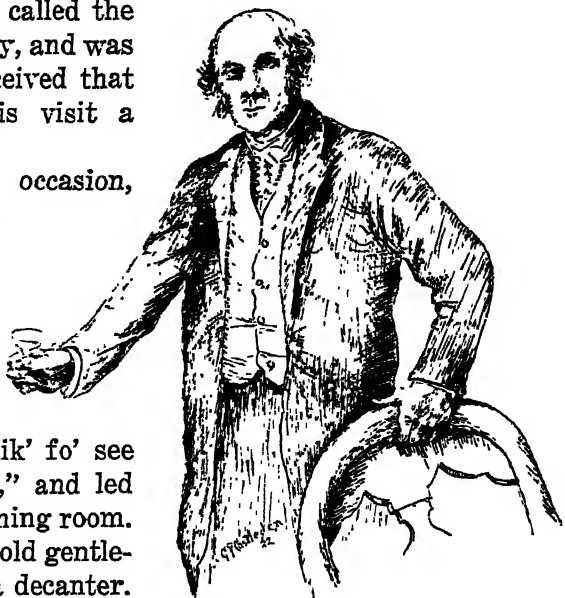 called the
y, and was
ceived that
is visit a
occasion,
ik' fo' see
," and led
ning room.
old gentle-
decanter.